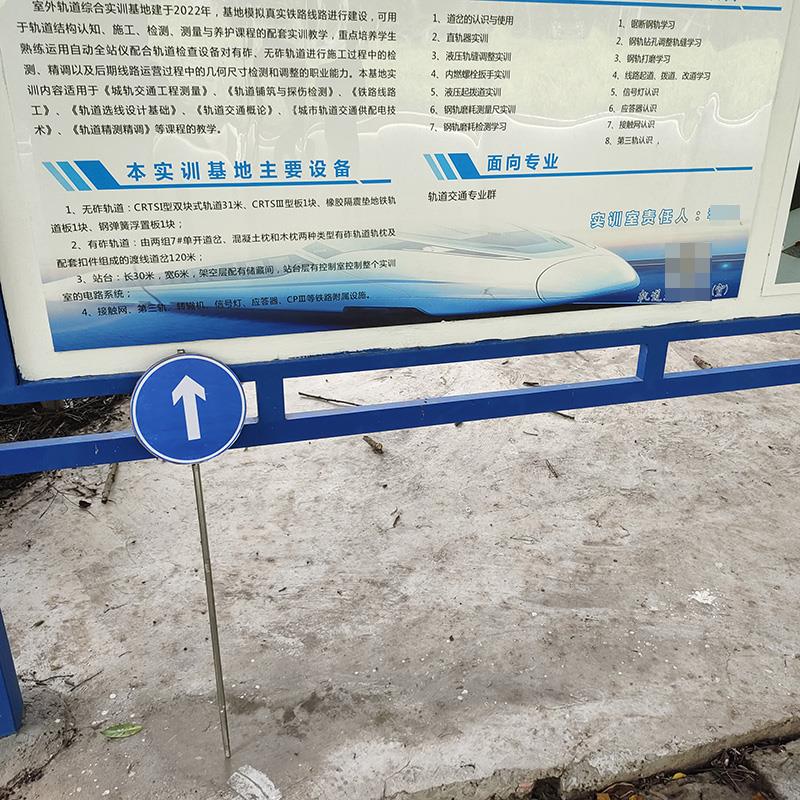 室外轨道综合实训基地建于2022年，基地模拟真实铁路线路进行建设，可用
于轨道结构认知、施工、检测、测量与养护课程的配套实训教学，重点培养学生
熟练运用自动全站仪配合轨道检查设备对有砟、无砟轨道进行施工过程中的检
测、精调以及后期线路运营过程中的几何尺寸检测和调整的职业能力。本基地实
训内容适用于《城轨交通工程测量》、《轨道铺筑与探伤检测》、《铁路线路
工》、《轨道选线设计基础》、《轨道交通概论》、《城市轨道交通供配电技
术》、《轨道精测精调》等课程的教学。
本实训基地主要设备
1、无砟轨道：CRTSI型双块式轨道31米、CRTSⅢ型板1块、橡胶隔震垫地铁轨
道板1块、钢弹簧浮置板1块；
2、有砟轨道：由两组7#单开道岔、混凝土枕和木枕两种类型有砟轨道轨枕及
配套扣件组成的渡线道岔120米；
3、站台：长30米，宽6米，架空层配有储藏间，站台层有控制室控制整个实训
室的电路系统；
4、接触网、第三轨、转辙机、信号灯、应答器、CPⅢ等铁路附属设施。
1、道岔的认识与使用
2、直轨器实训
3、液压轨缝调整实训
4、内燃螺栓扳手实训
5、液压起拨道实训
6、钢轨磨耗测量尺实训
7、钢轨磨耗检测学习
1、锯断钢轨学习
2、钢轨钻孔调整轨缝学习
3、钢轨打磨学习
4、线路起道、拨道、改道学习
5、信号灯认识
6、应答器认识
7、接触网认识
8、第三轨认识，
面向专业
轨道交通专业群
实训室责任人：
轨道
(宣)